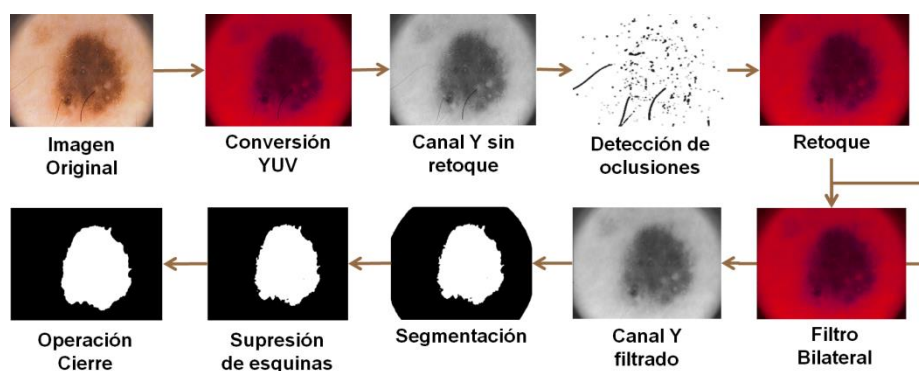 Imagen
Original
Conversión
YUV
Canal Y sin
retoque
Detección de
oclusiones
Retoque
Operación
Cierre
Supresión
de esquinas
Segmentación
Canal Y
filtrado
Filtro
Bilateral